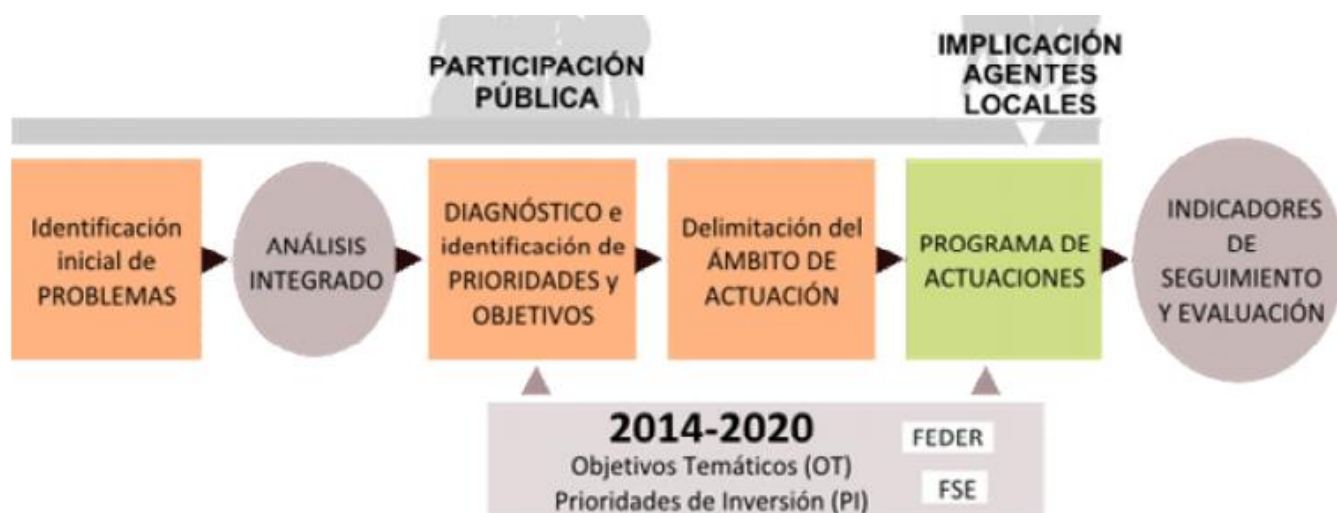 PARTICIPACIÓN
PÚBLICA
IMPLICACIÓN
AGENTES
LOCALES
Identificación
inicial de
PROBLEMAS
ANÁLISIS
INTEGRADO
DIAGNÓSTICO e
identificación de
PRIORIDADES y
OBJETIVOS
Delimitación del
ÁMBITO DE
ACTUACIÓN
PROGRAMA DE
ACTUACIONES
INDICADORES
DE
SEGUIMIENTO
Y EVALUACIÓN
2014-2020
Objetivos Temáticos (OT)
Prioridades de Inversión (PI)
FEDER
FSE